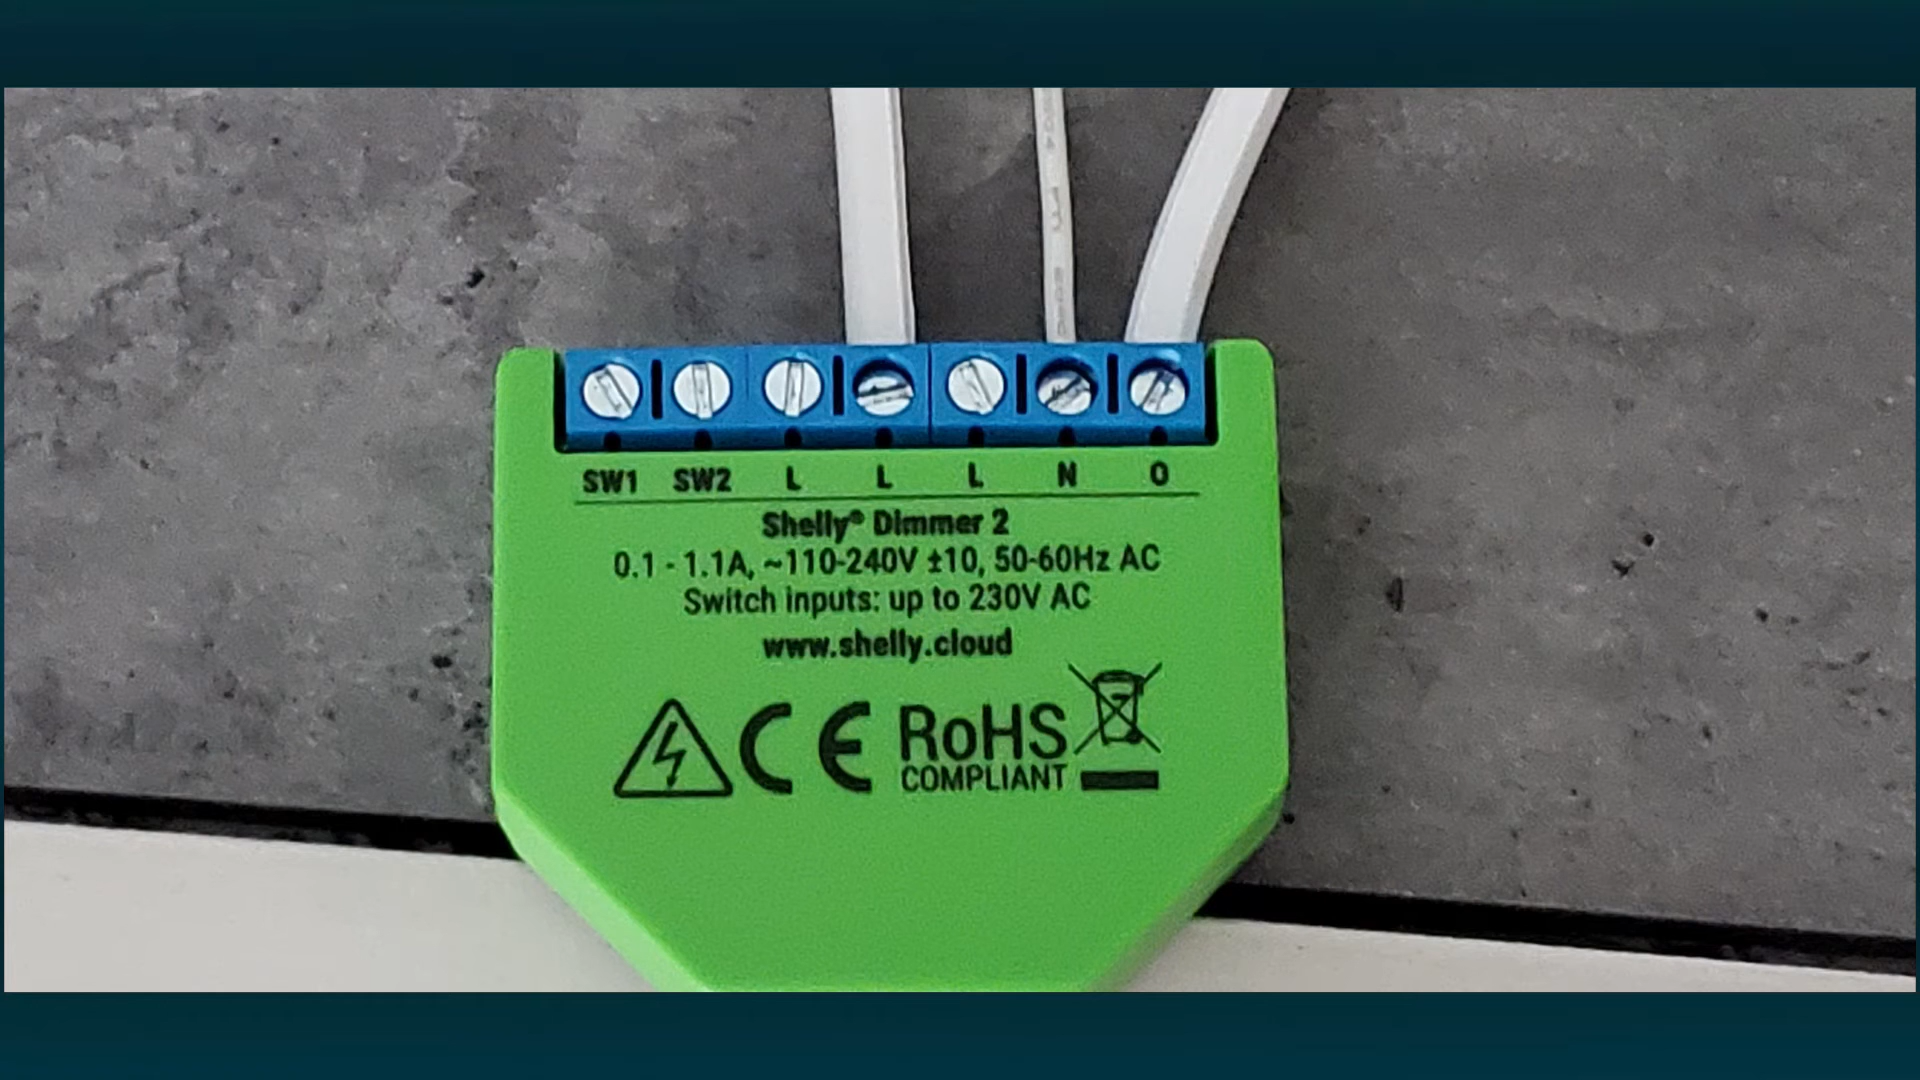 SW1 SW2 L L L N O
Shelly® Dimmer 2
0.1 - 1.1A, ~110-240V ±10, 50-60Hz AC
Switch inputs: up to 230V AC
www.shelly.cloud
CE RoHS
COMPLIANT